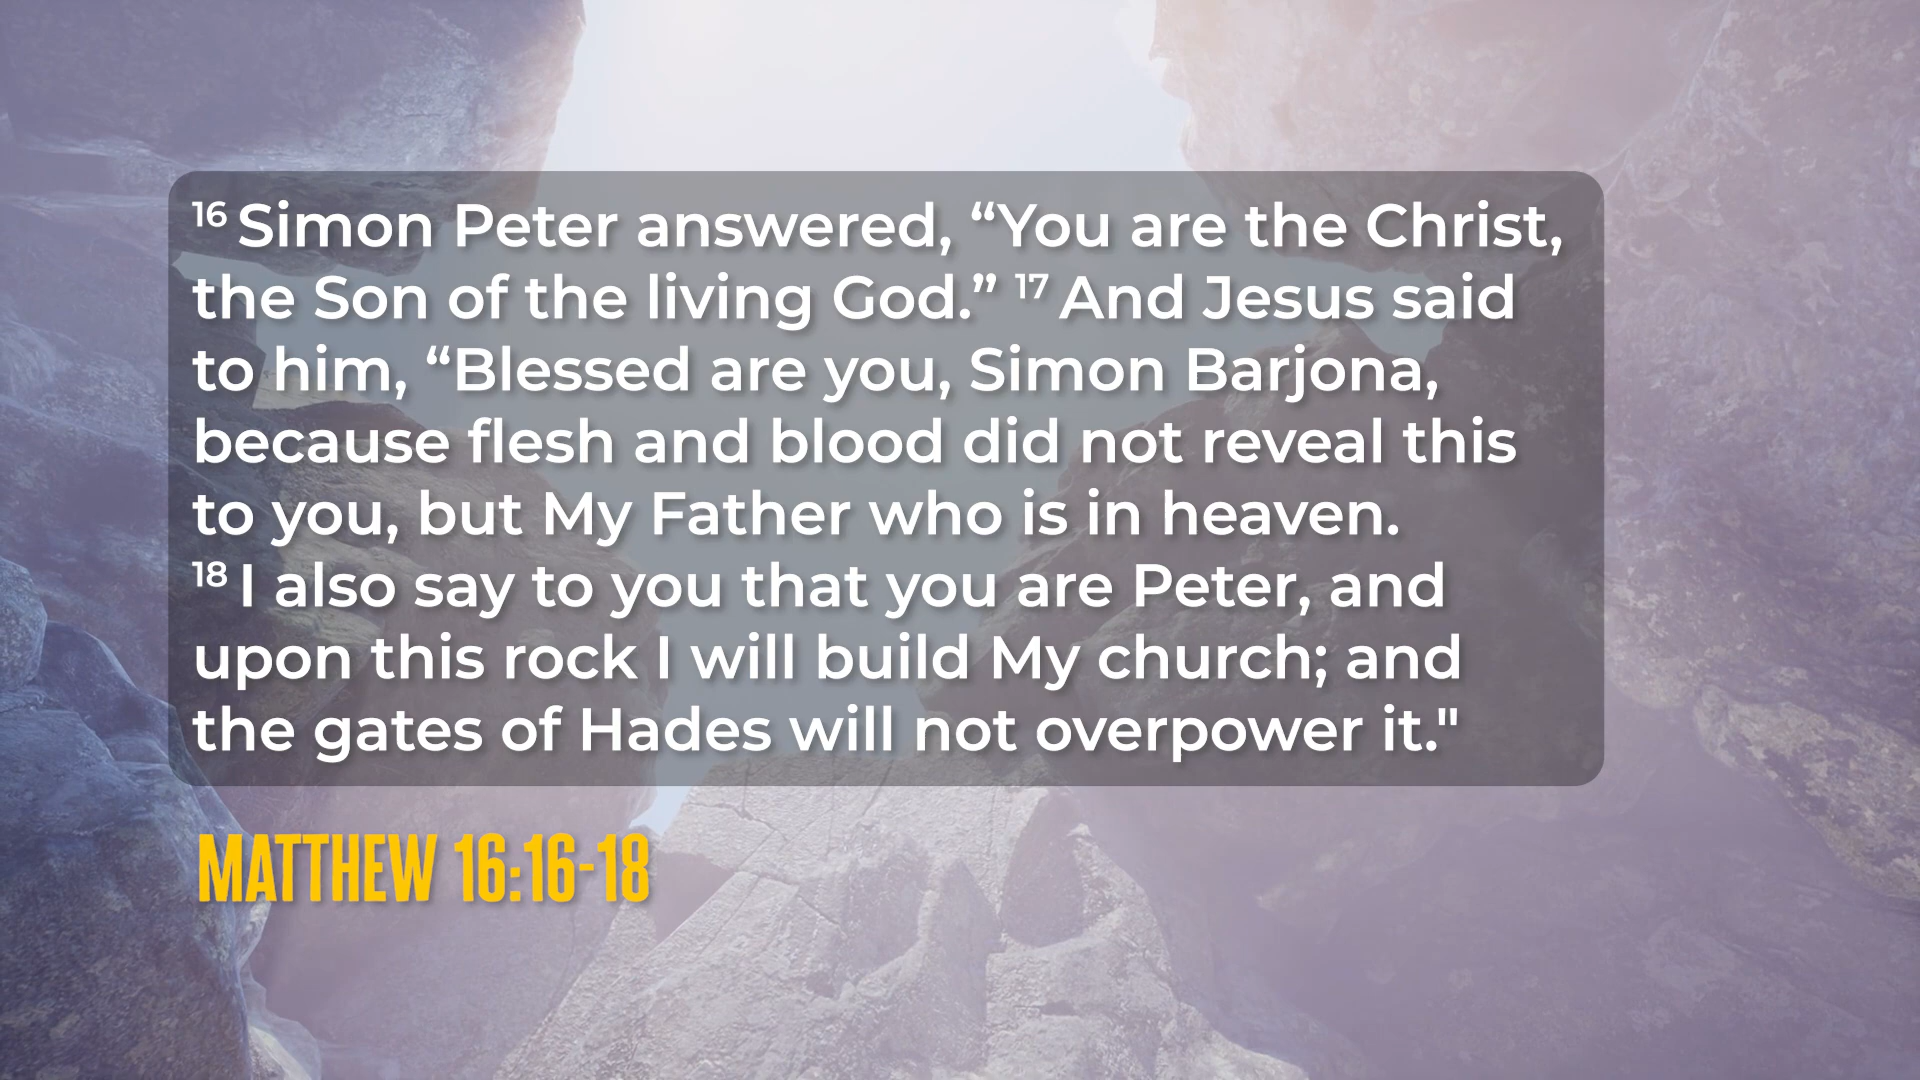 16 Simon Peter answered, “You are the Christ,
the Son of the living God.” 17 And Jesus said
to him, “Blessed are you, Simon Barjona,
because flesh and blood did not reveal this
to you, but My Father who is in heaven.
18 I also say to you that you are Peter, and
upon this rock I will build My church; and
the gates of Hades will not overpower it."
MATTHEW 16:16-18